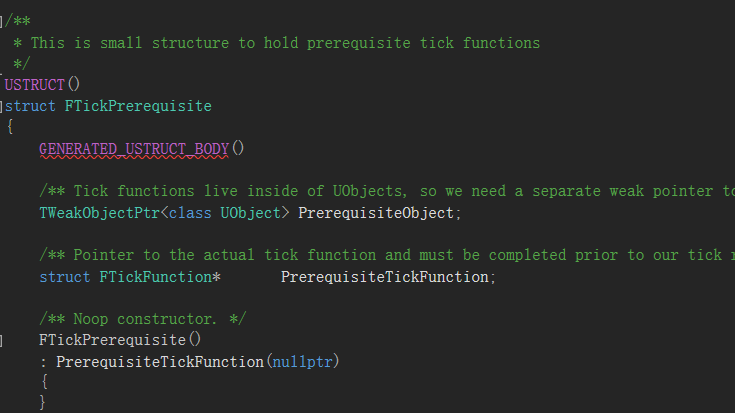 /**
* This is small structure to hold prerequisite tick functions
*/
USTRUCT()
struct FTickPrerequisite
{
GENERATED_USTRUCT_BODY()
/** Tick functions live inside of UObjects, so we need a separate weak pointer to
TWeakObjectPtr<class UObject> PrerequisiteObject;
/** Pointer to the actual tick function and must be completed prior to our tick
struct FTickFunction* PrerequisiteTickFunction;
/** Noop constructor. */
FTickPrerequisite()
: PrerequisiteTickFunction(nullptr)
{
}